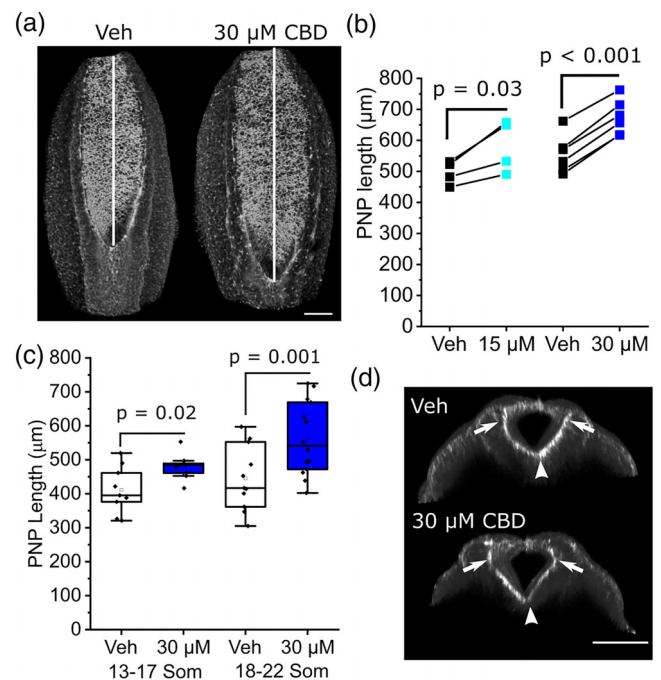 (a)
Veh
30 µM CBD
(b)
p = 0.03
p < 0.001
PNP length (µm)
800
700
600
500
400
300
200
100
0
Veh
15 µM
Veh
30 µM
(c)
p = 0.02
p = 0.001
PNP Length (µm)
800
700
600
500
400
300
200
100
0
Veh
30 µM
Veh
30 µM
13-17 Som
18-22 Som
(d)
Veh
30 µM CBD